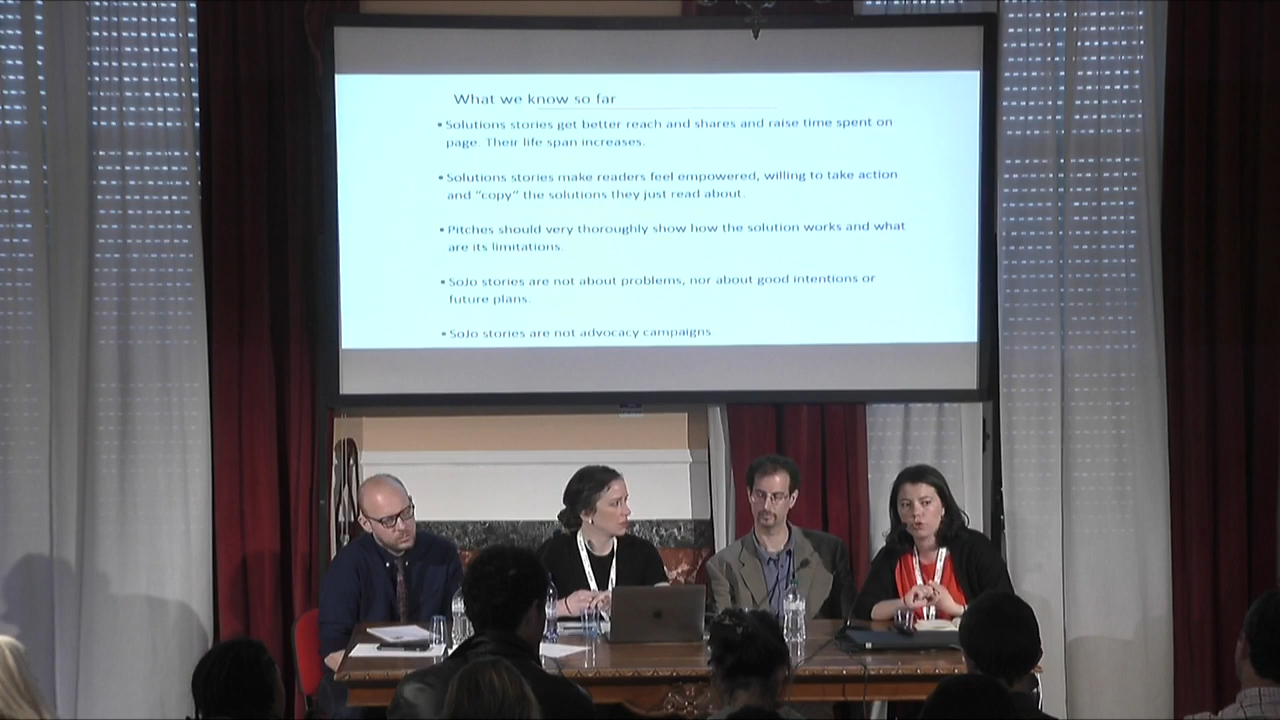 What we know so far
• Solutions stories get better reach and shares and raise time spent on
page. Their life span increases.
• Solutions stories make readers feel empowered, willing to take action
and "copy" the solutions they just read about.
• Pitches should very thoroughly show how the solution works and what
are its limitations.
• SoJo stories are not about problems, nor about good intentions or
future plans.
• SoJo stories are not advocacy campaigns